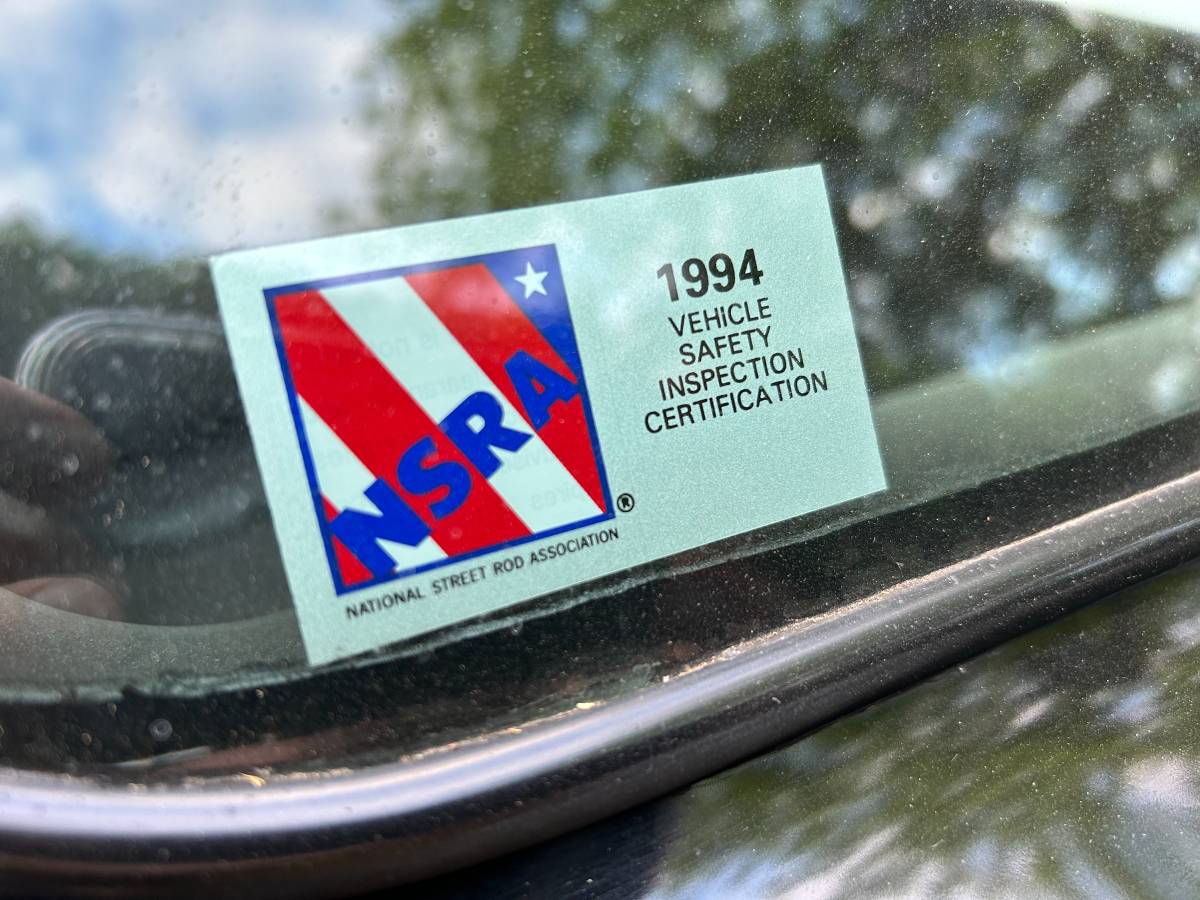 NSRA
®
NATIONAL STREET ROD ASSOCIATION
1994
VEHICLE
SAFETY
INSPECTION
CERTIFICATION